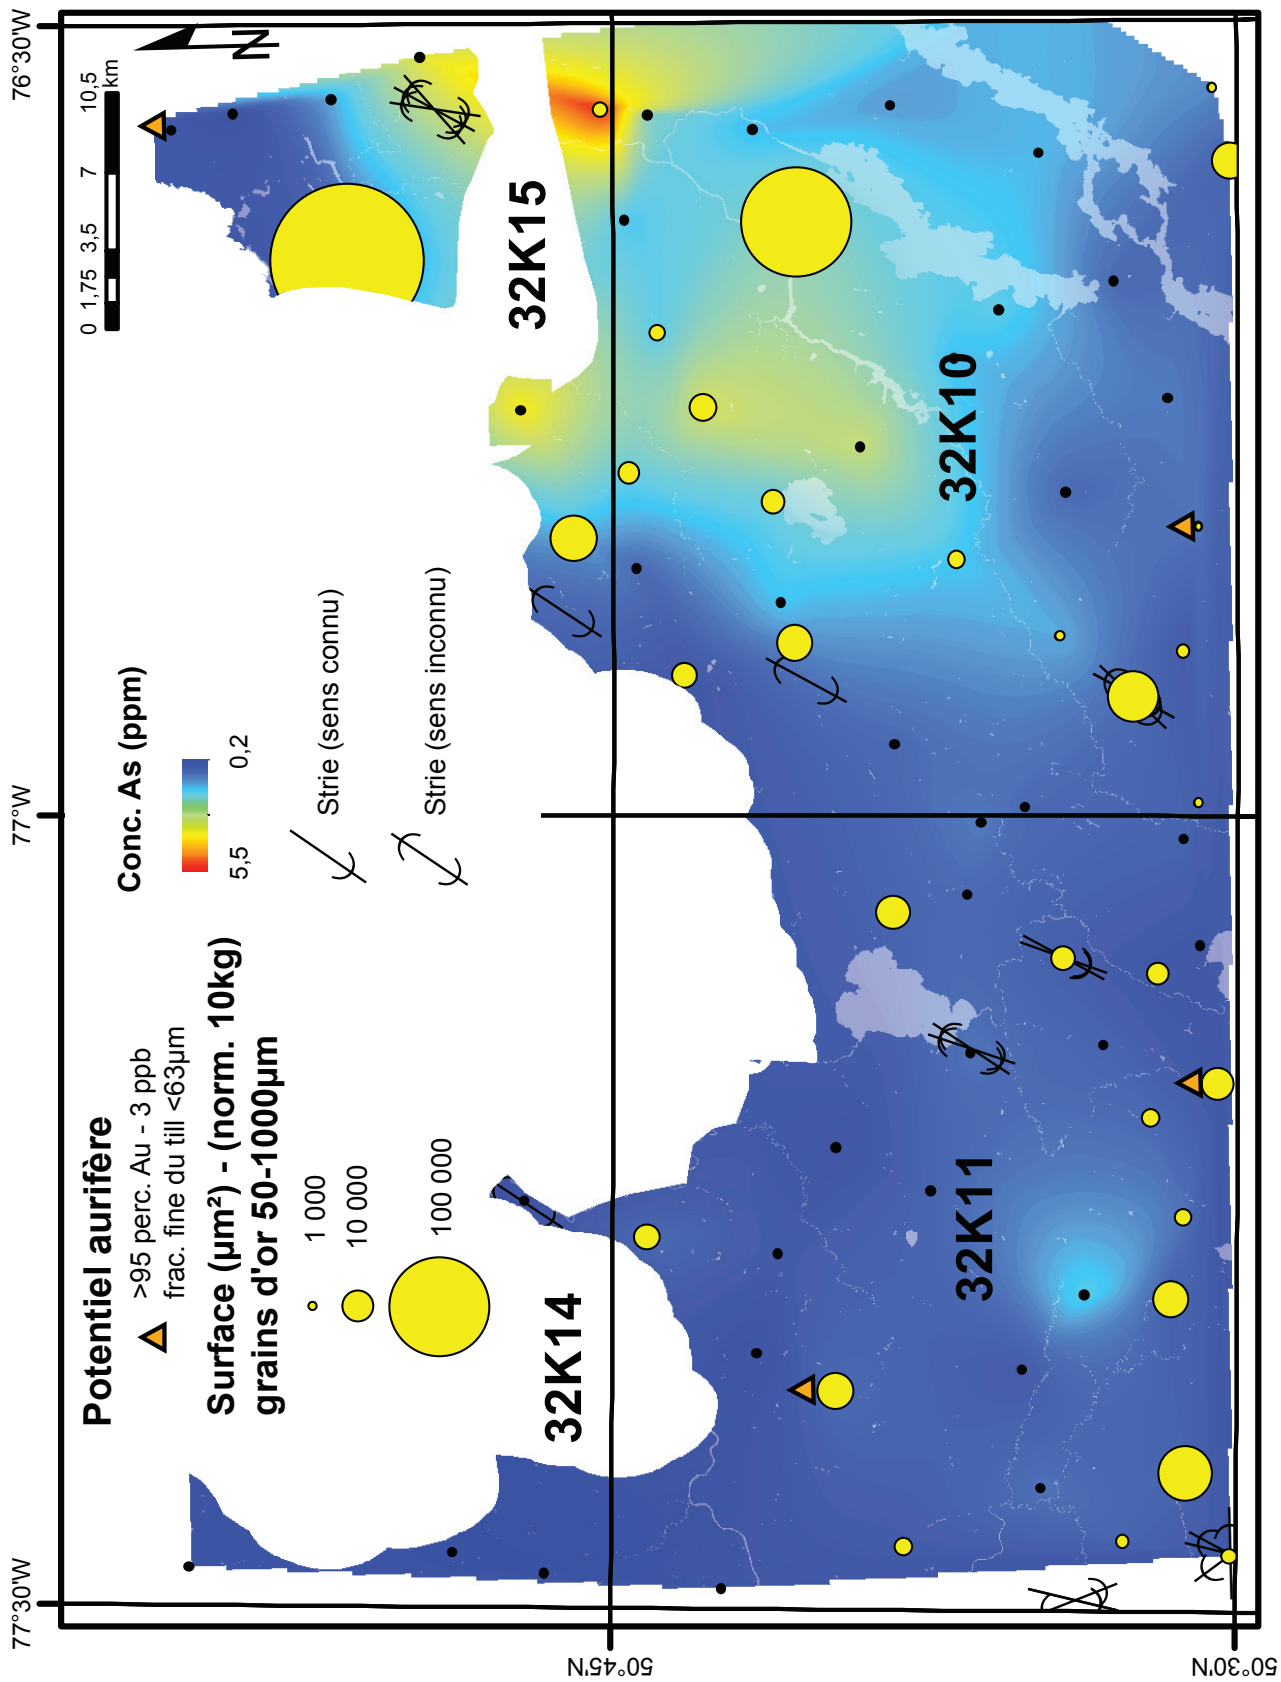 77°30'W
77°W
76°30'W
Potentiel aurifère
>95 perc. Au - 3 ppb
frac. fine du till <63µm
Surface (µm²) - (norm. 10kg)
grains d'or 50-1000µm
1 000
10 000
100 000
Conc. As (ppm)
5,5
0,2
Strie (sens connu)
Strie (sens inconnu)
0 1,75 3,5 7 10,5
km
N
32K14
32K15
32K11
32K10
50°45'N
50°30'N